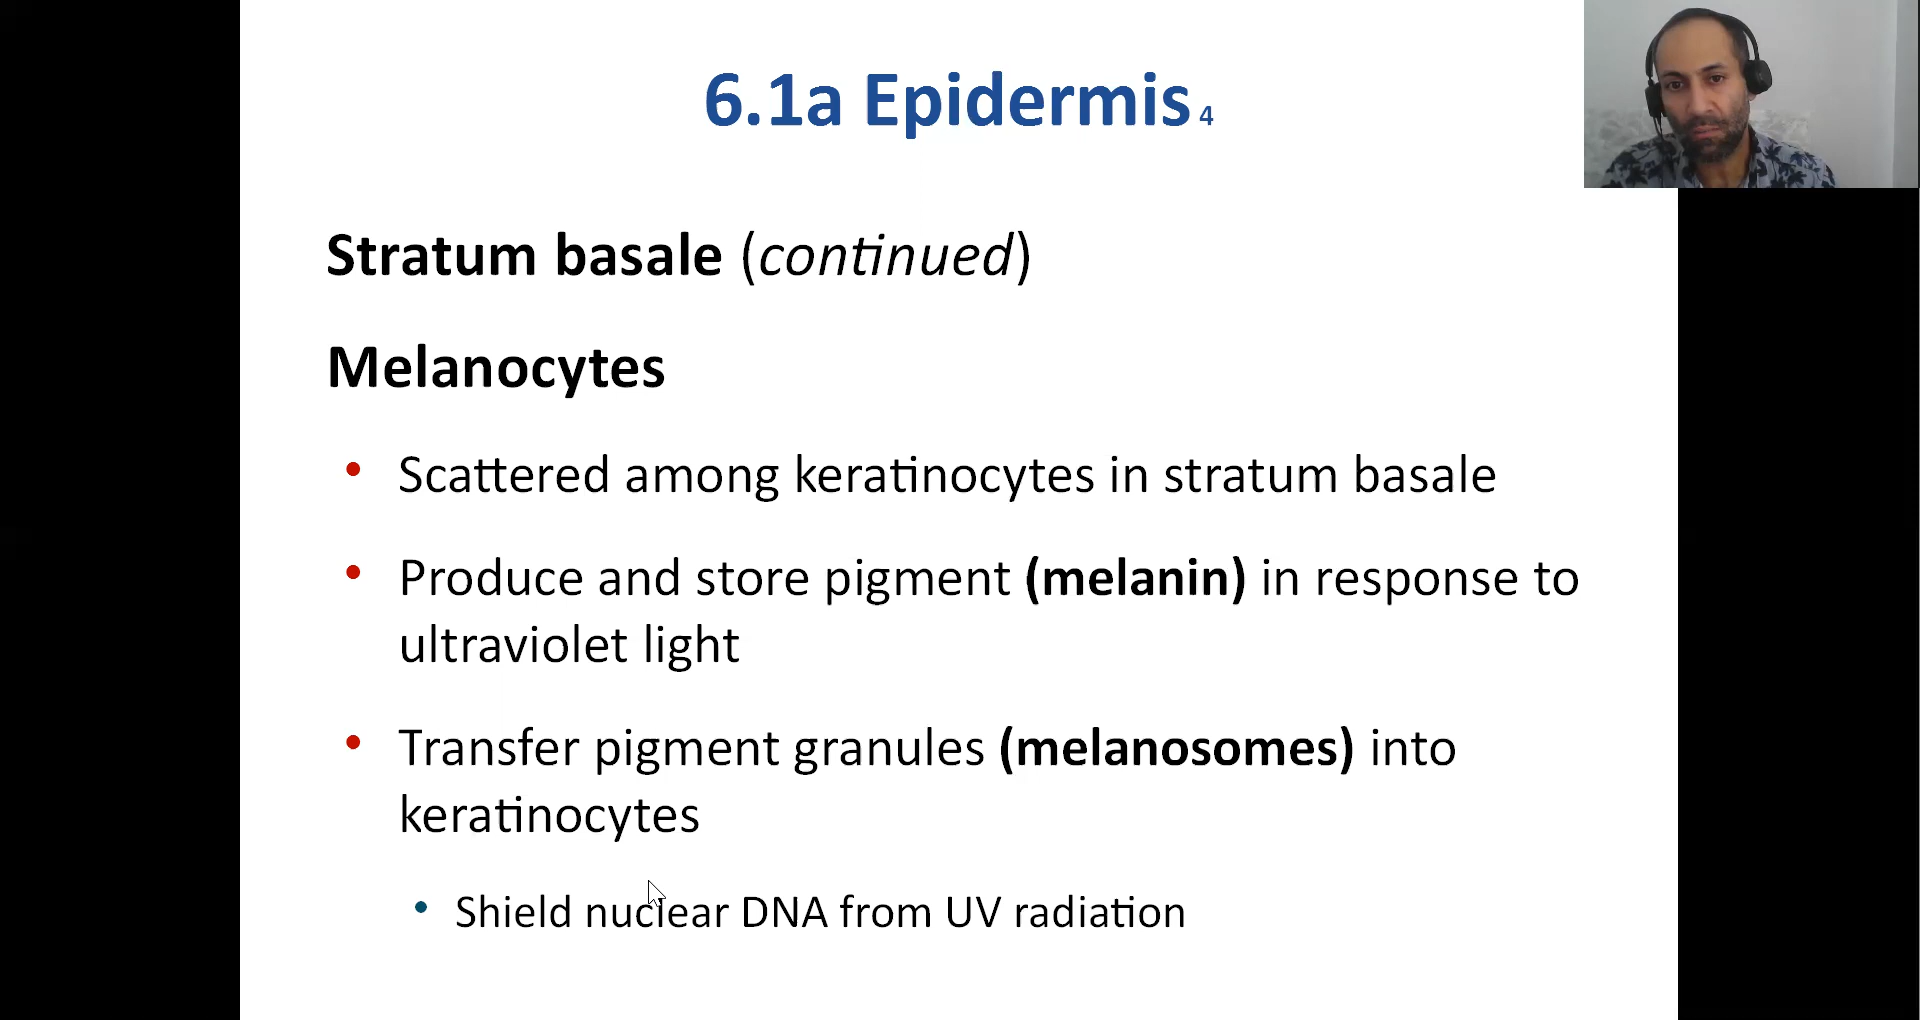 6.1a Epidermis 4
Stratum basale (continued)
Melanocytes
• Scattered among keratinocytes in stratum basale
• Produce and store pigment (melanin) in response to
ultraviolet light
• Transfer pigment granules (melanosomes) into
keratinocytes
• Shield nuclear DNA from UV radiation